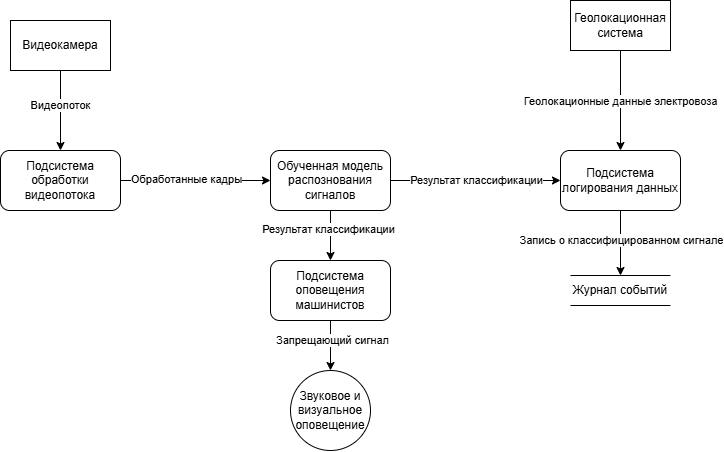 Видеокамера
Геолокационная
система
Видеопоток
Геолокационные данные электровоза
Подсистема
обработки
видеопотока
Обработанные кадры
Обученная модель
распознования
сигналов
Результат классификации
Подсистема
логирования данных
Результат классификации
Запись о классифицированном сигнале
Подсистема
оповещения
машинистов
Журнал событий
Запрещающий сигнал
Звуковое и
визуальное
оповещение